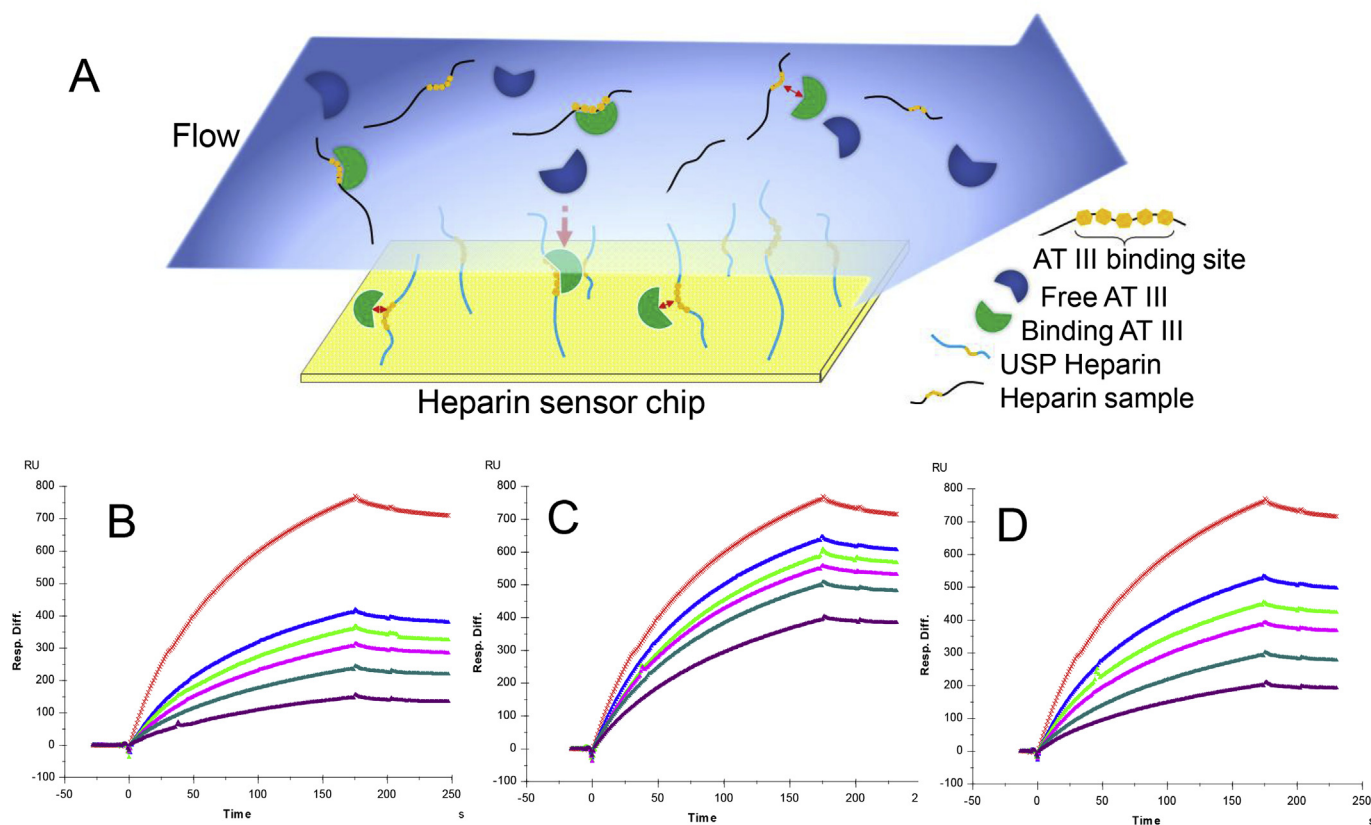 A
Flow
AT III binding site
Free AT III
Binding AT III
USP Heparin
Heparin sample
Heparin sensor chip
RU
B
800
700
600
500
400
300
200
100
0
-100
Resp. Diff.
-50
0
50
100
150
200
250
Time
s
RU
C
800
700
600
500
400
300
200
100
0
-100
Resp. Diff.
-50
0
50
100
150
200
2
Time
RU
D
800
700
600
500
400
300
200
100
0
-100
Resp. Diff.
-50
0
50
100
150
200
250
Time
s